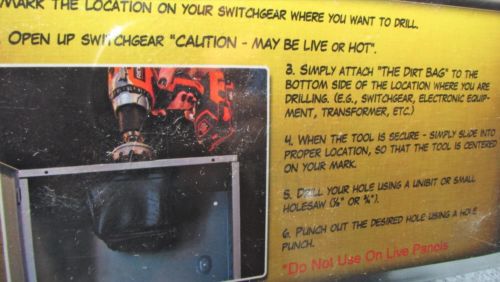 MARK THE LOCATION ON YOUR SWITCHGEAR WHERE YOU WANT TO DRILL.
. OPEN UP SWITCHGEAR "CAUTION - MAY BE LIVE OR HOT".
3. SIMPLY ATTACH "THE DIRT BAG" TO THE
BOTTOM SIDE OF THE LOCATION WHERE YOU ARE
DRILLING. (E.G., SWITCHGEAR, ELECTRONIC EQUIP-
MENT, TRANSFORMER, ETC.)
4. WHEN THE TOOL IS SECURE - SIMPLY SLIDE INTO
PROPER LOCATION, SO THAT THE TOOL IS CENTERED
ON YOUR MARK.
5. DRILL YOUR HOLE USING A UNIBIT OR SMALL
HOLESAW (½" OR ¾").
6. PUNCH OUT THE DESIRED HOLE USING A HOLE
PUNCH.
*Do Not Use On Live Panels